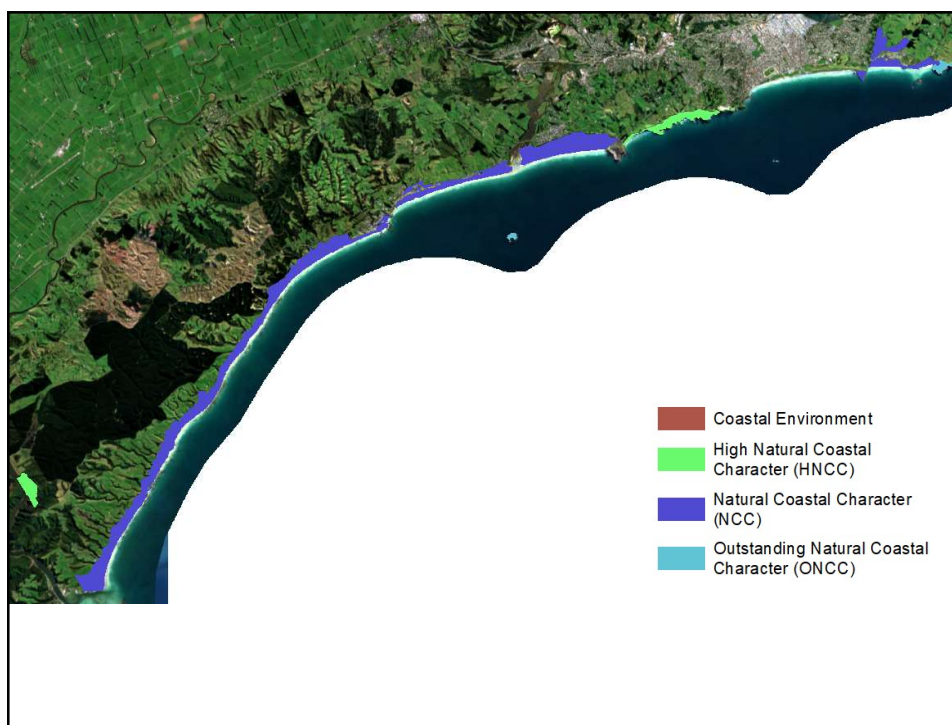 Coastal Environment
High Natural Coastal
Character (HNCC)
Natural Coastal Character
(NCC)
Outstanding Natural Coastal
Character (ONCC)